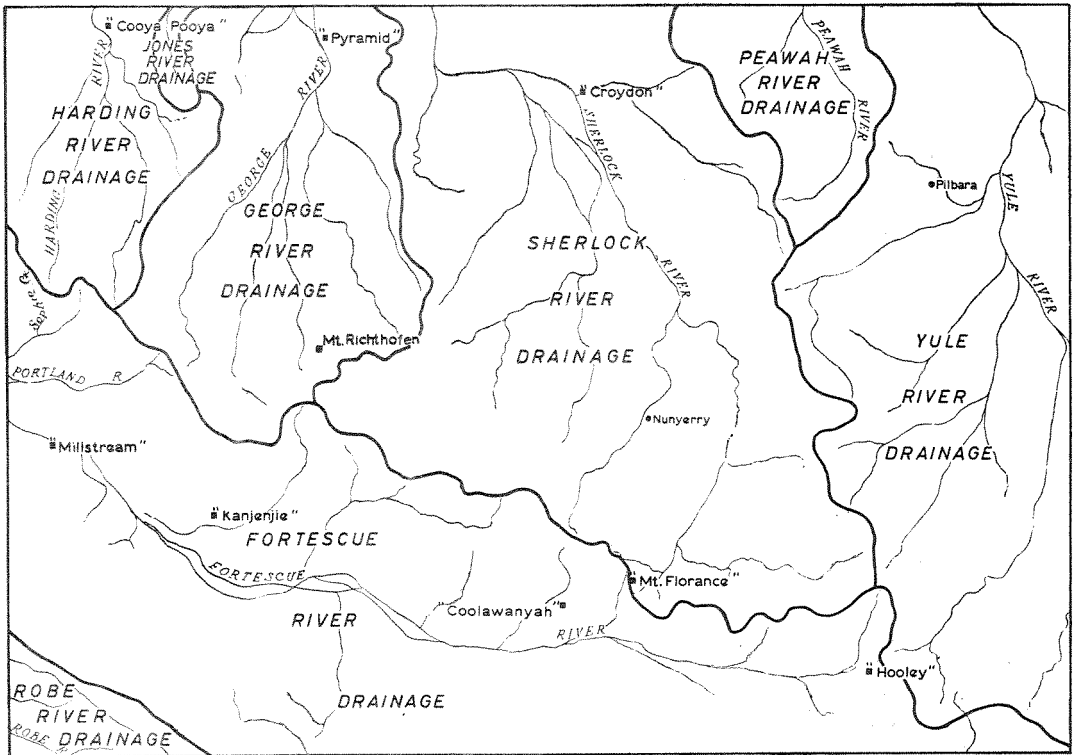 "Cooya Pooya"
JONES
RIVER
DRAINAGE
RIVER
HARDING
RIVER
DRAINAGE
HARDING
"Pyramid"
RIVER
GEORGE
GEORGE
RIVER
DRAINAGE
Mt. Richthofen
"Croydon"
SHERLOCK
RIVER
SHERLOCK
RIVER
DRAINAGE
Nunyerry
PEAWAH
RIVER
DRAINAGE
PEAWAH
RIVER
Pilbara
YULE
RIVER
YULE
RIVER
DRAINAGE
PORTLAND R
"Millstream"
"Kanjenjie"
FORTESCUE
FORTESCUE
RIVER
"Coolawanyah"
RIVER
"Mt. Florance"
"Hooley"
DRAINAGE
ROBE
RIVER
DRAINAGE
ROBE R